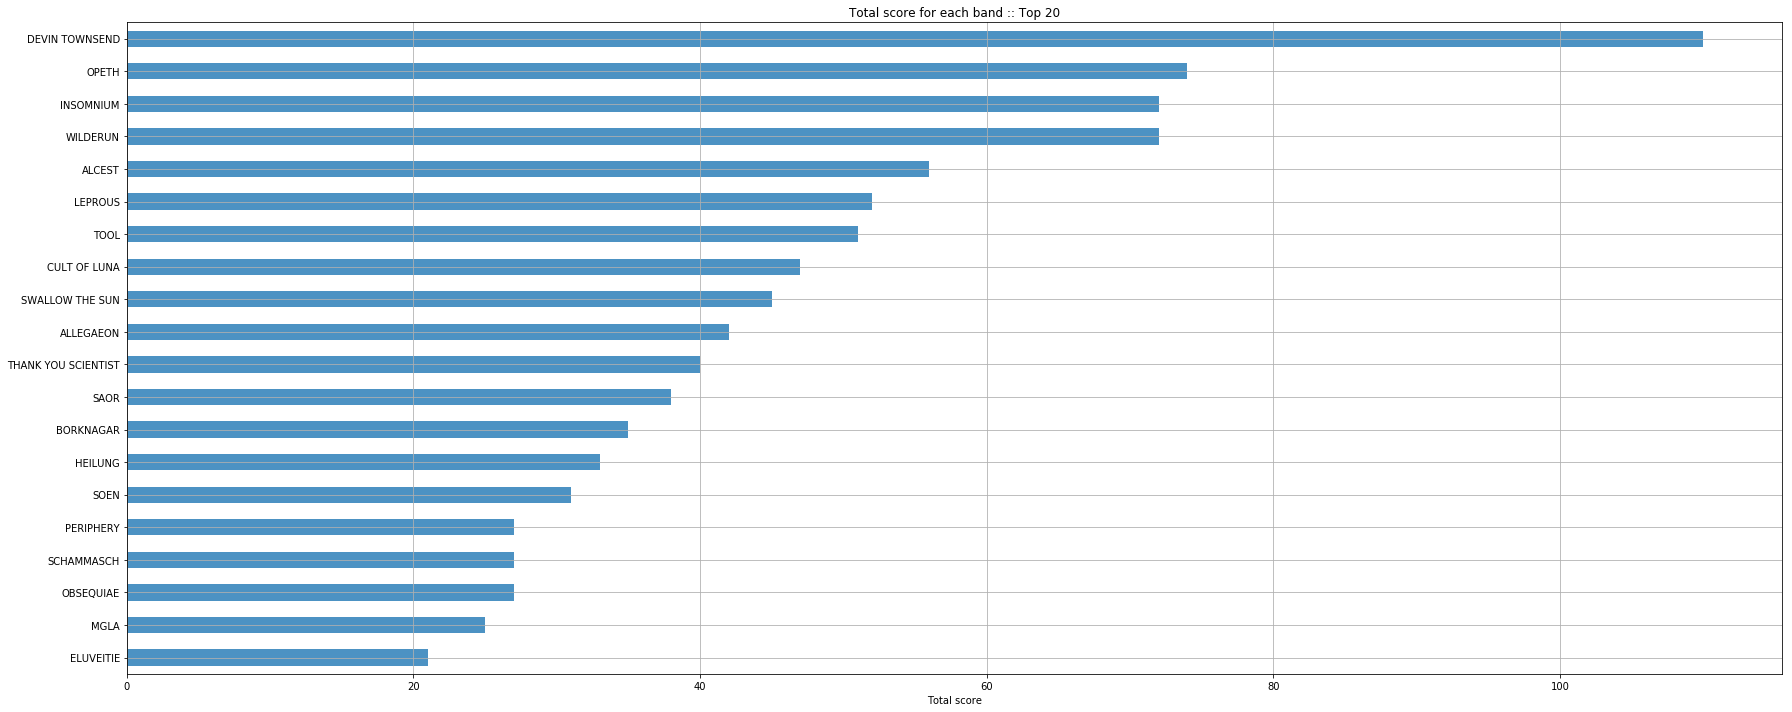 Total score for each band :: Top 20
DEVIN TOWNSEND
OPETH
INSOMNIUM
WILDERUN
ALCEST
LEPROUS
TOOL
CULT OF LUNA
SWALLOW THE SUN
ALLEGAEON
THANK YOU SCIENTIST
SAOR
BORKNAGAR
HEILUNG
SOEN
PERIPHERY
SCHAMMASCH
OBSEQUIAE
MGLA
ELUVEITIE
0 20 40 60 80 100
Total score